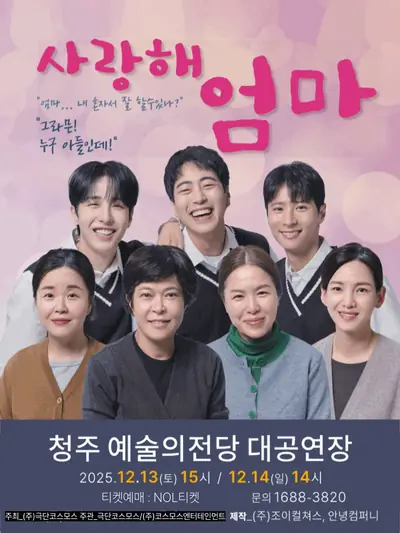 사랑해
엄마
"엄마... 내 혼자서 잘 할수있나?"
"그라믄!
누구 아들인데!"
청주 예술의전당 대공연장
2025.12.13(토) 15시 / 12.14(일) 14시
티켓예매 : NOL티켓 문의 1688-3820
주최_(주)극단코스모스 주관_극단코스모스/(주)코스모스엔터테인먼트 제작_(주)조이컬쳐스, 안녕컴퍼니